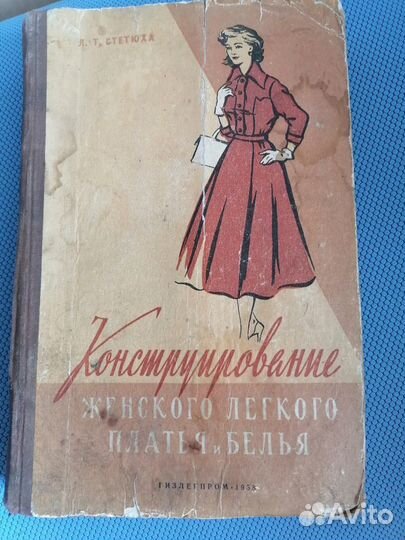 Л. Т. СТЕТЮХА
Конструирование
ЖЕНСКОГО ЛЕГКОГО
ПЛАТЬЯ и БЕЛЬЯ
ГИЗЛЕГПРОМ • 1958
Avito